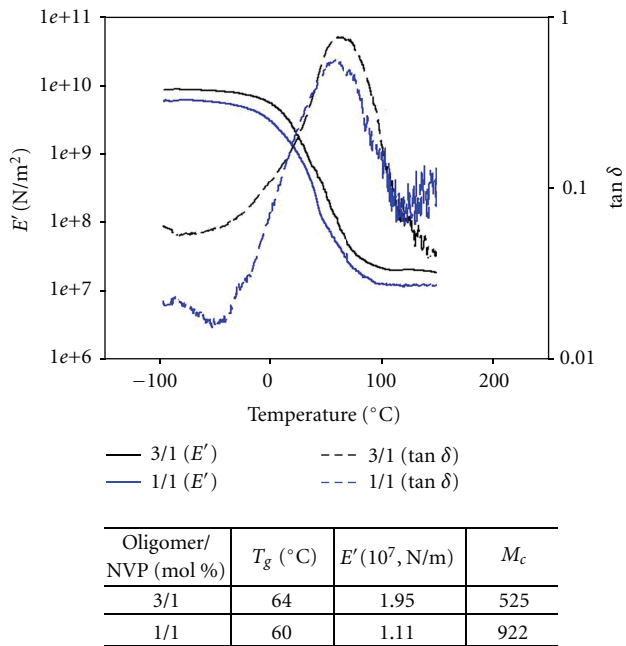 1e+11
1e+10
1e+9
1e+8
1e+7
1e+6
E′ (N/m²)
1
0.1
0.01
tan δ
−100 0 100 200
Temperature (°C)
3/1 (E′) 3/1 (tan δ)
1/1 (E′) 1/1 (tan δ)
Oligomer/
NVP (mol %) Tg (°C) E′(10⁷, N/m) Mc
3/1 64 1.95 525
1/1 60 1.11 922